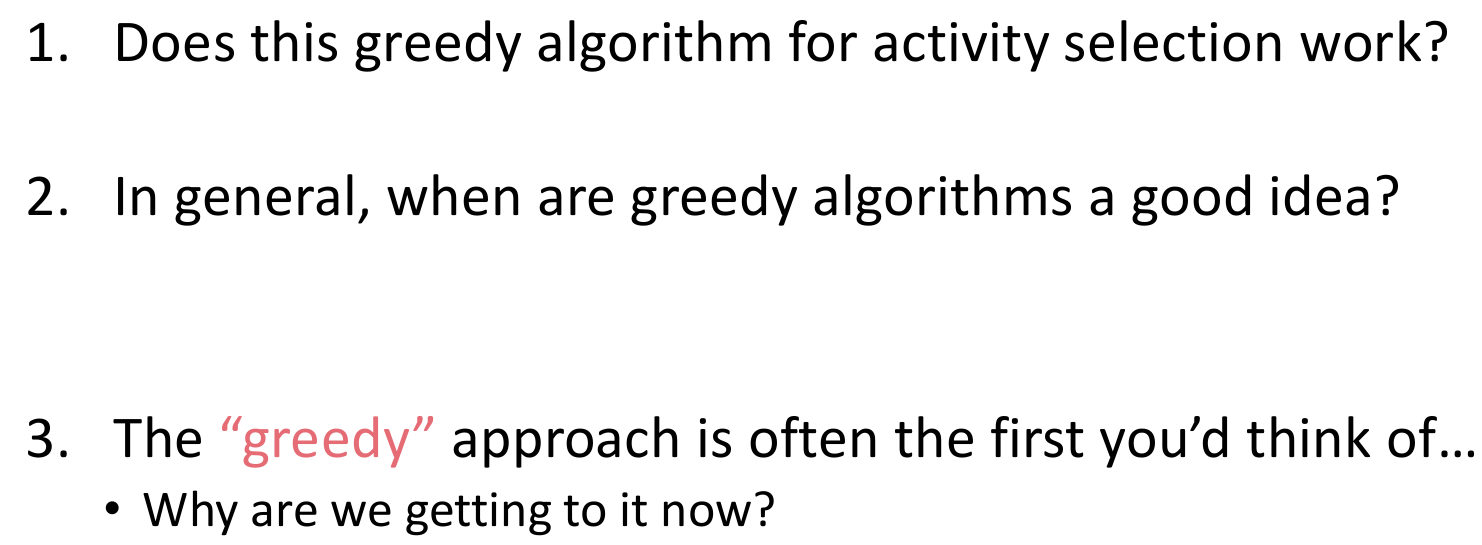 1. Does this greedy algorithm for activity selection work?
2. In general, when are greedy algorithms a good idea?
3. The “greedy” approach is often the first you’d think of...
• Why are we getting to it now?